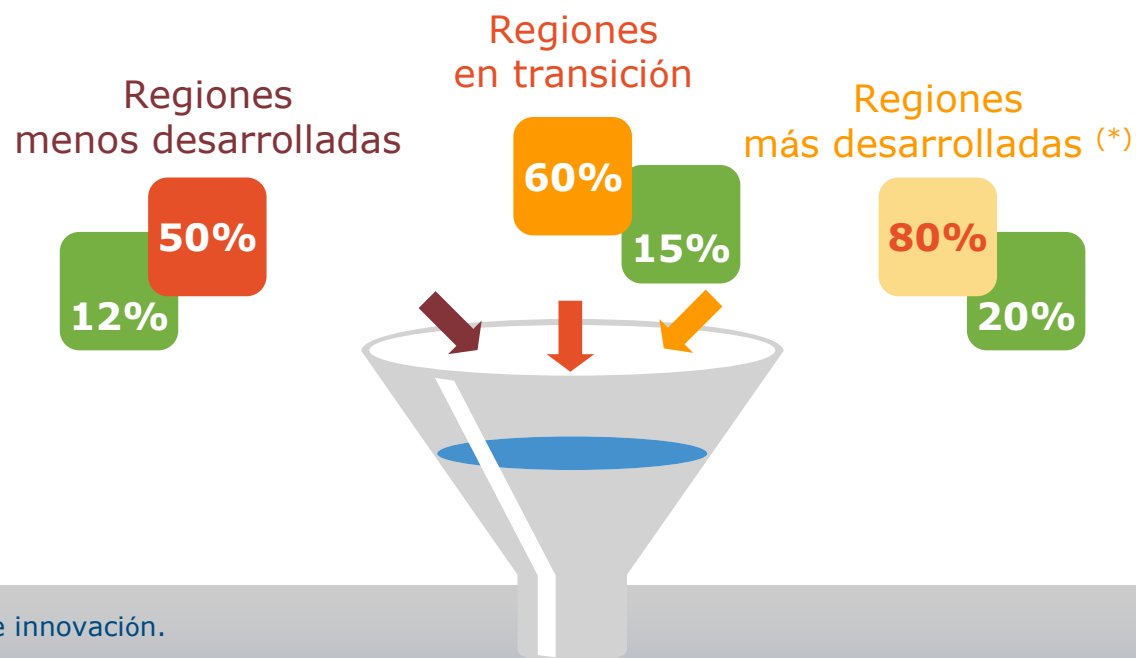 Regiones
menos desarrolladas
50%
12%
Regiones
en transición
60%
15%
Regiones
más desarrolladas (*)
80%
20%
e innovación.